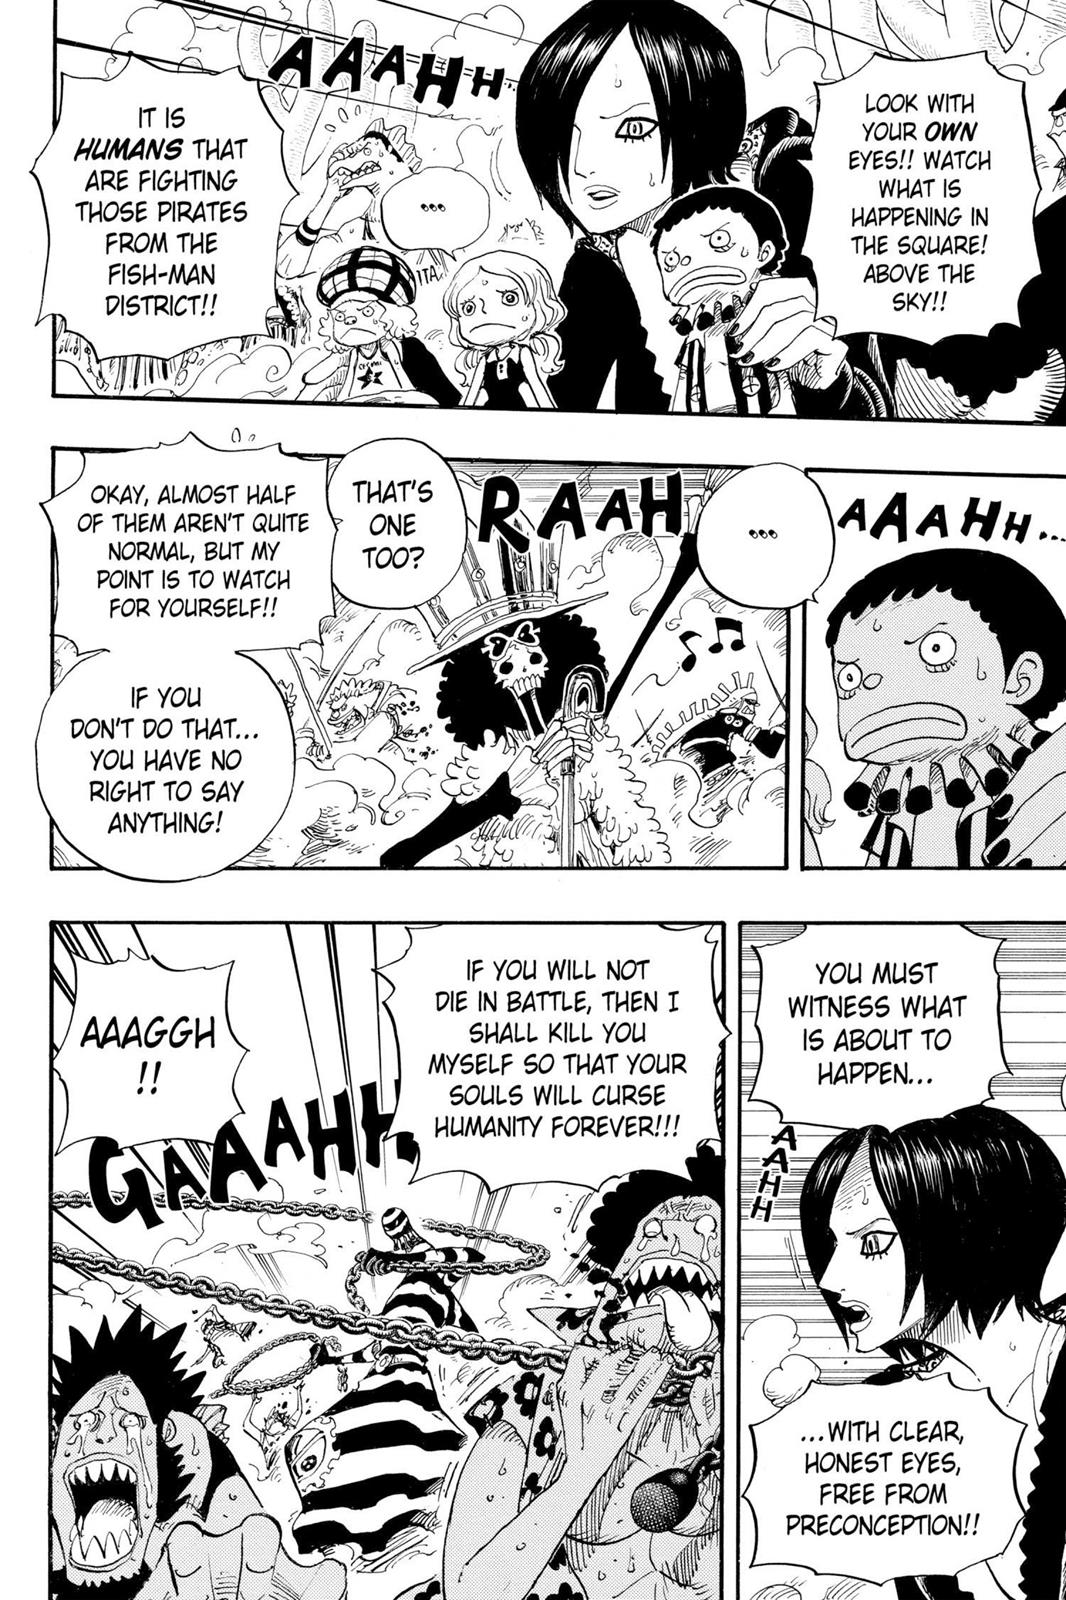 LOOK WITH
YOUR OWN
EYES!! WATCH
WHAT IS
HAPPENING IN
THE SQUARE!
ABOVE THE
SKY!!
AAAHH...
...
IT IS
HUMANS THAT
ARE FIGHTING
THOSE PIRATES
FROM THE
FISH-MAN
DISTRICT!!
AAAHH...
...
RAAH
THAT'S
ONE
TOO?
OKAY, ALMOST HALF
OF THEM AREN'T QUITE
NORMAL, BUT MY
POINT IS TO WATCH
FOR YOURSELF!!
IF YOU
DON'T DO THAT...
YOU HAVE NO
RIGHT TO SAY
ANYTHING!
YOU MUST
WITNESS WHAT
IS ABOUT TO
HAPPEN...
AAHH
...WITH CLEAR,
HONEST EYES,
FREE FROM
PRECONCEPTION!!
IF YOU WILL NOT
DIE IN BATTLE, THEN I
SHALL KILL YOU
MYSELF SO THAT YOUR
SOULS WILL CURSE
HUMANITY FOREVER!!!
AAAGGH
!!
GAAAAHH